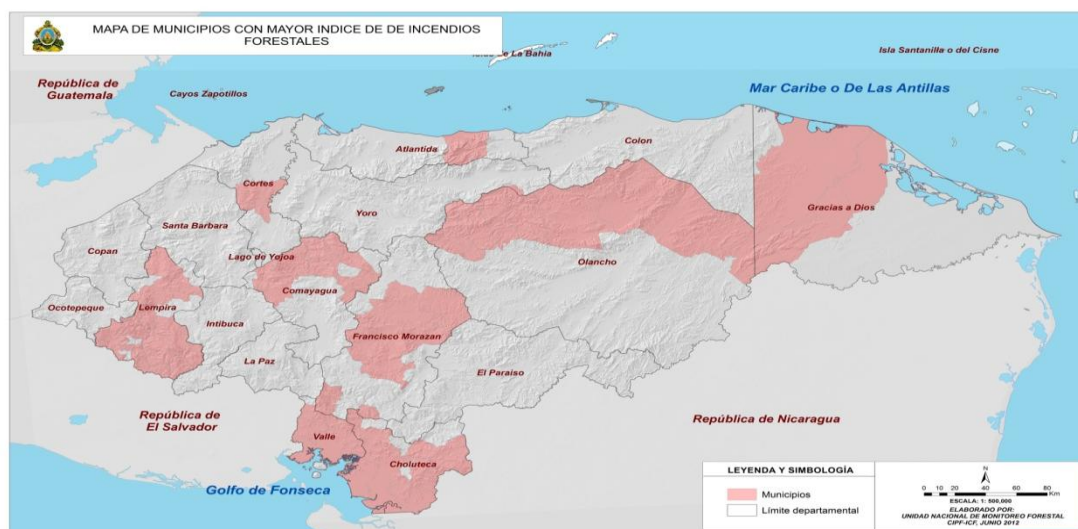 MAPA DE MUNICIPIOS CON MAYOR INDICE DE DE INCENDIOS
FORESTALES
República de
Guatemala
Cayos Zapotillos
de La Bahia
Isla Santanilla o del Cisne
Mar Caribe o De Las Antillas
Atlantida
Colon
Cortes
Yoro
Gracias a Dios
Santa Barbara
Copan
Lago de Yojoa
Olancho
Comayagua
Ocotepeque
Lempira
Intibuca
Francisco Morazan
La Paz
El Paraiso
República de
El Salvador
República de Nicaragua
Valle
Choluteca
Golfo de Fonseca
LEYENDA Y SIMBOLOGÍA
Municipios
Límite departamental
N
0 10 20 40 60 80
Km
ESCALA: 1: 500,000
ELABORADO POR:
UNIDAD NACIONAL DE MONITOREO FORESTAL
CIPF-ICF, JUNIO 2012